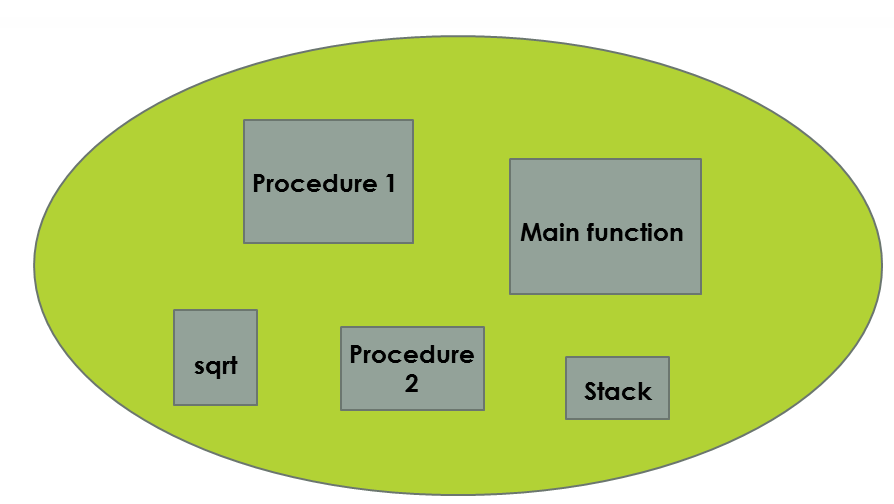 Procedure 1
Main function
sqrt
Procedure
2
Stack